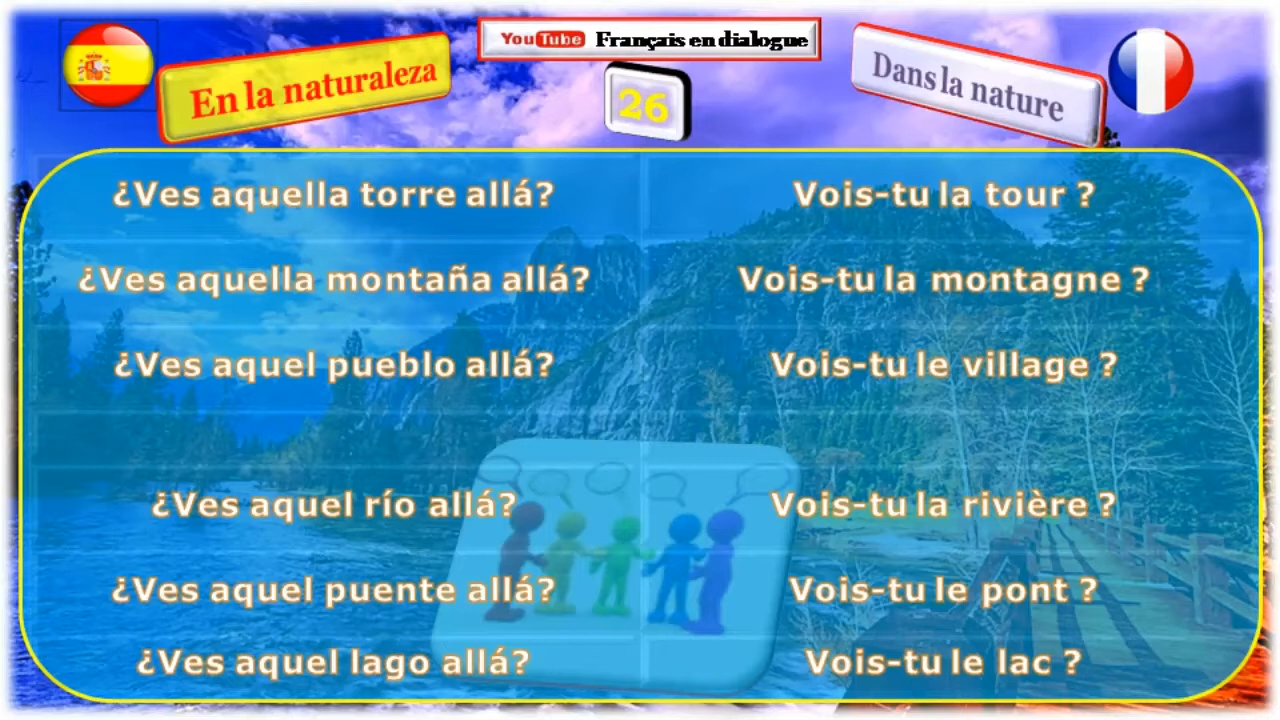 En la naturaleza
YouTube Français en dialogue
26
Dans la nature
¿Ves aquella torre allá? Vois-tu la tour ?
¿Ves aquella montaña allá? Vois-tu la montagne ?
¿Ves aquel pueblo allá? Vois-tu le village ?
¿Ves aquel río allá? Vois-tu la rivière ?
¿Ves aquel puente allá? Vois-tu le pont ?
¿Ves aquel lago allá? Vois-tu le lac ?